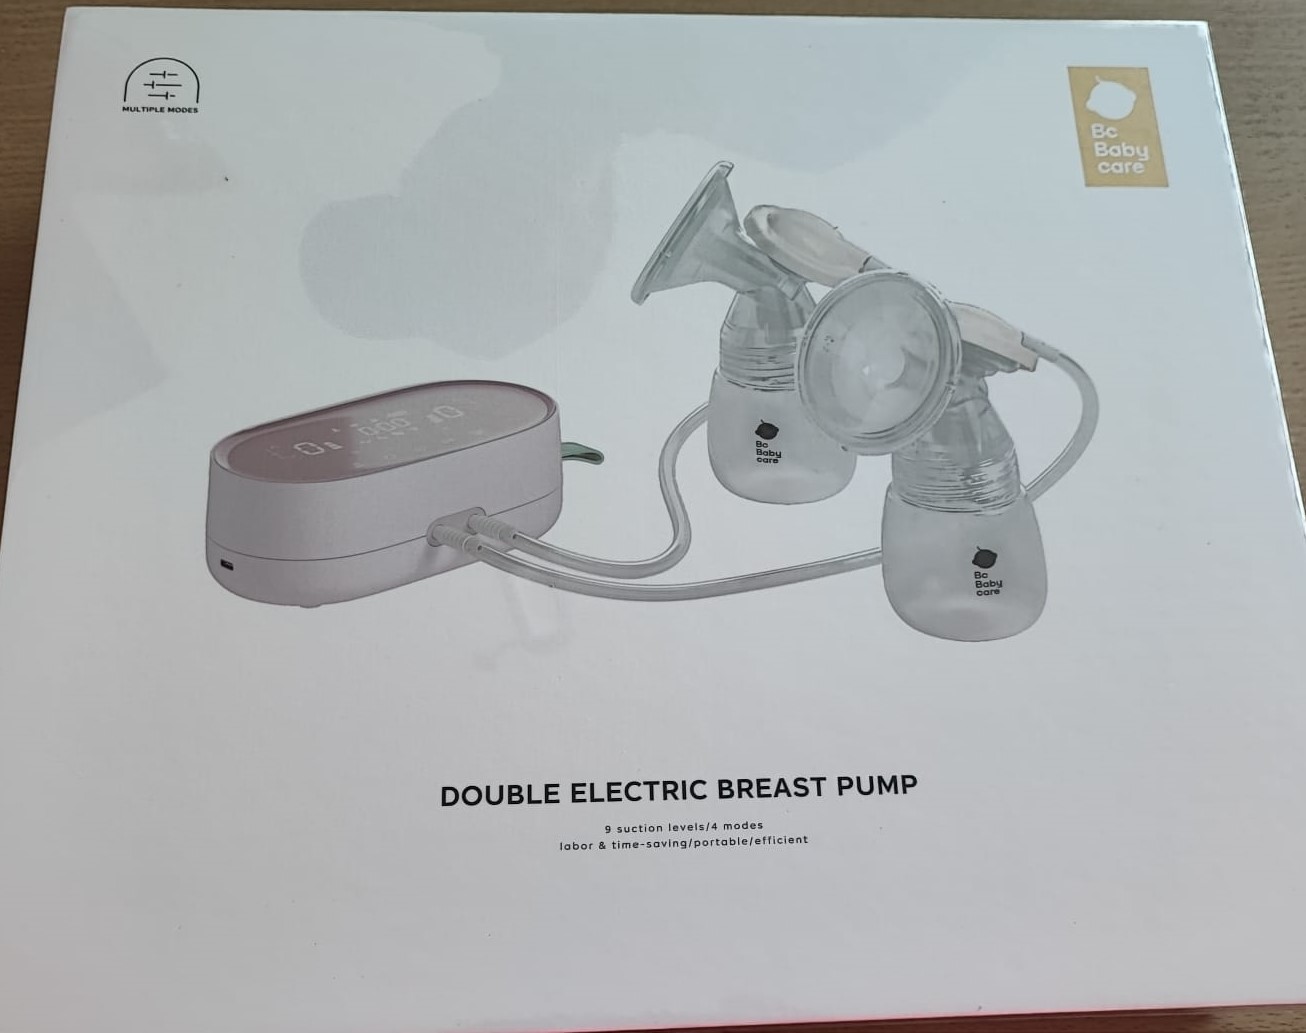 MULTIPLE MODES
Bc
Baby
care
Bc
Baby
care
Bc
Baby
care
DOUBLE ELECTRIC BREAST PUMP
9 suction levels/4 modes
labor & time-saving/portable/efficient